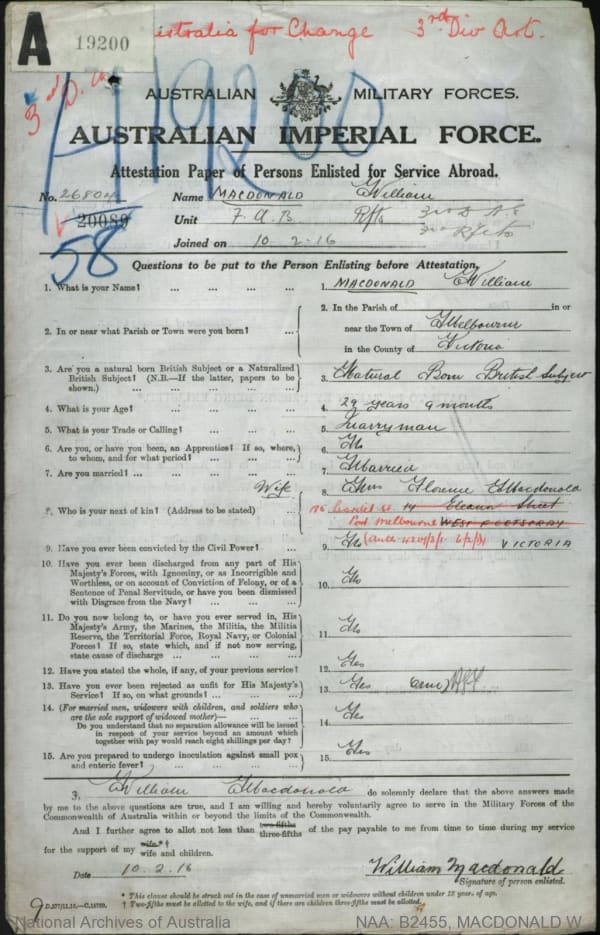 A 19200
Australia for Change 3rd Div Art.
3rd D. A.
A19200
AUSTRALIAN MILITARY FORCES.
AUSTRALIAN IMPERIAL FORCE.
Attestation Paper of Persons Enlisted for Service Abroad.
No. 26804 Name MACDONALD William
20089 Unit F.A.B. Rfts
58 Joined on 10.2.16
Questions to be put to the Person Enlisting before Attestation.
1. What is your Name? ... ... ... ... 1. MACDONALD William
2. In or near what Parish or Town were you born? ... 2. In the Parish of in or
near the Town of Melbourne
in the County of Victoria
3. Are you a natural born British Subject or a Naturalized
British Subject? (N.B.—If the latter, papers to be
shown.) ... ... ... ... 3. Natural Born British Subject
4. What is your Age? ... ... ... ... 4. 29 years 9 months
5. What is your Trade or Calling? ... ... ... 5. Quarryman
6. Are you, or have you been, an Apprentice? If so, where,
to whom, and for what period? ... ... ... 6. No
7. Are you married? ... ... ... ... 7. Married
Wife 8. Mrs Florence Macdonald
8. Who is your next of kin? (Address to be stated) ... 14 Eleanor Street
Port Melbourne WEST FOOTSCRAY
9. Have you ever been convicted by the Civil Power? ... 9. No VICTORIA
10. Have you ever been discharged from any part of His
Majesty's Forces, with Ignominy, or as Incorrigible and
Worthless, or on account of Conviction of Felony, or of a
Sentence of Penal Servitude, or have you been dismissed
with Disgrace from the Navy? ... ... ... 10. No
11. Do you now belong to, or have you ever served in, His
Majesty's Army, the Marines, the Militia, the Militia
Reserve, the Territorial Force, Royal Navy, or Colonial
Forces? If so, state which, and if not now serving,
state cause of discharge ... ... ... 11. No
12. Have you stated the whole, if any, of your previous service? 12. Yes
13. Have you ever been rejected as unfit for His Majesty's
Service? If so, on what grounds? ... ... ... 13. Yes
14. (For married men, widowers with children, and soldiers who
are the sole support of widowed mother)—
Do you understand that no separation allowance will be issued
in respect of your service beyond an amount which
together with pay would reach eight shillings per day? 14. Yes
15. Are you prepared to undergo inoculation against small pox
and enteric fever? ... ... ... ... 15. Yes
I, William Macdonald do solemnly declare that the above answers made
by me to the above questions are true, and I am willing and hereby voluntarily agree to serve in the Military Forces of the
Commonwealth of Australia within or beyond the limits of the Commonwealth.
And I further agree to allot not less than two-fifths three-fifths of the pay payable to me from time to time during my service
for the support of my wife*† wife and children.
Date 10.2.16 William Macdonald
Signature of person enlisted.
* This clause should be struck out in the case of unmarried men or widowers without children under 18 years of age.
† Two-fifths must be allotted to the wife, and if there are children three-fifths must be allotted.
National Archives of Australia NAA: B2455, MACDONALD W